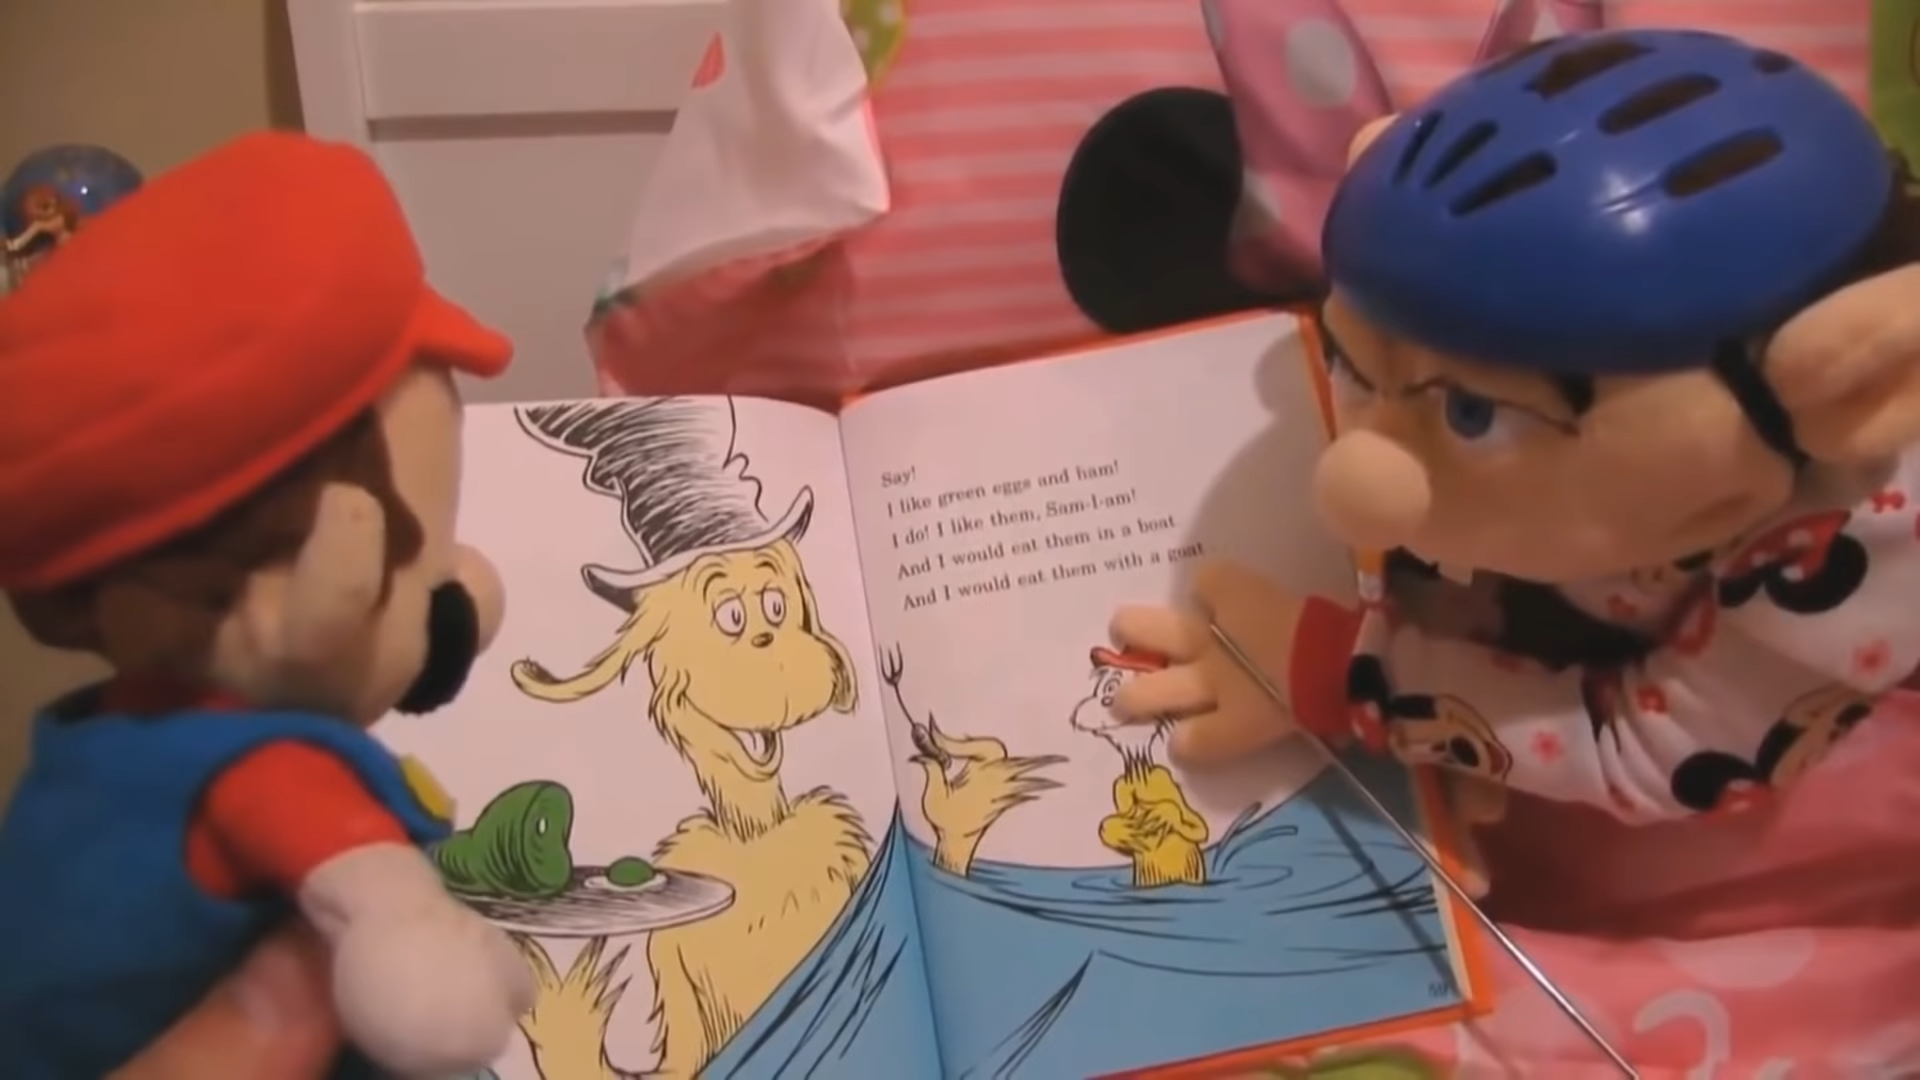 Say!
I like green eggs and ham!
I do! I like them, Sam-I-am!
And I would eat them in a boat
And I would eat them with a goat . . .